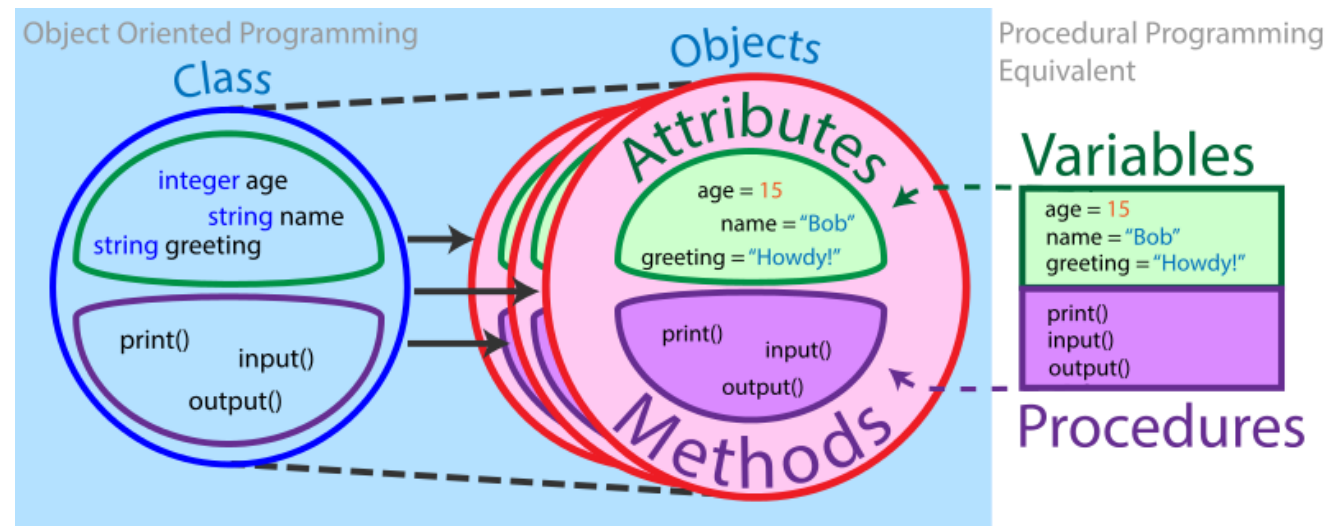 Object Oriented Programming
Class
integer age
string name
string greeting
print()
input()
output()
Objects
Attributes
age = 15
name = “Bob”
greeting = “Howdy!”
print()
input()
output()
Methods
Procedural Programming
Equivalent
Variables
age = 15
name = “Bob”
greeting = “Howdy!”
print()
input()
output()
Procedures